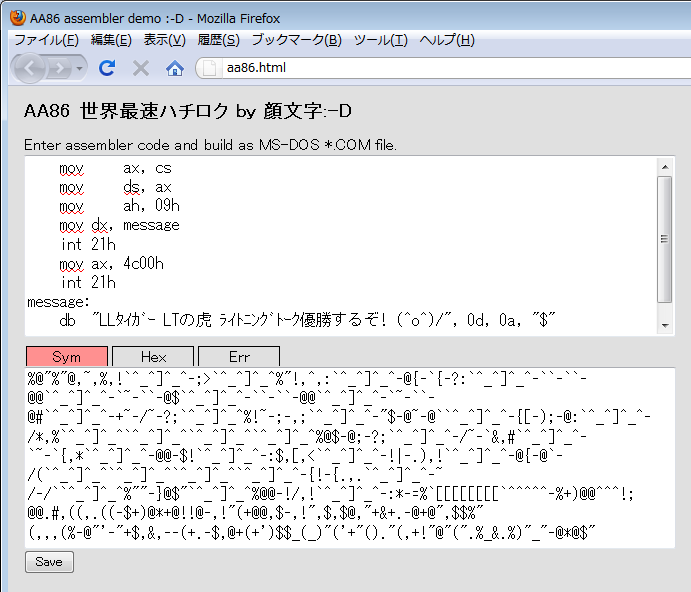 AA86 assembler demo :-D - Mozilla Firefox
ファイル(F) 編集(E) 表示(V) 履歴(S) ブックマーク(B) ツール(T) ヘルプ(H)
aa86.html
AA86 世界最速ハチロク by 顔文字:-D
Enter assembler code and build as MS-DOS *.COM file.
mov ax, cs
mov ds, ax
mov ah, 09h
mov dx, message
int 21h
mov ax, 4c00h
int 21h
message:
db "LLﾀｲｶﾞｰ LTの虎 ﾗｲﾄﾆﾝｸﾞﾄｰｸ優勝するぞ! (^o^)/", 0d, 0a, "$"
Sym Hex Err
%@"%"@,~,%,!``_^]^_^-;>``_^]^_^%"!,^,:``_^]^_^-@{-`{-?:``_^]^_^-``-``-
@@``_^]^_^-`~-``-@$``_^]^_^-``-``-@@``_^]^_^-`~-``-
@#``_^]^_^-+~-/~-?;``_^]^_^%!~-;-,;``_^]^_^-"$-@~-@```_^]^_^-{[-);-@:``_^]^_^-
/*,%``_^]^_^```_^]^_^```_^]^_^```_^]^_^%@$-@;-?;``_^]^_^-/~-`&,#``_^]^_^-
`~-`{,*``_^]^_^-@@-$!``_^]^_^-:$,[,<``_^]^_^-!|-.),!``_^]^_^-@{-@`-
/(``_^]^_^```_^]^_^```_^]^_^```_^]^_^-{!-{.,.``_^]^_^-~
/-/```_^]^_^%""-}@$"``_^]^_^%@@-!/,!``_^]^_^-:*-=%`[[[[[[[[`^^^^^-%+)@@^^^!;
@@.#,((,.((-$+)@*+@!!@-,!"(+@@,$-,!",$,$@,"+&+.-@+@",$$%"
(,,,(%-@"'-"+$,&,--(+.-$,@+(+')$$_(_)"('+"()."(,+!"@"(".%_&.%)"_"-@*@$"
Save